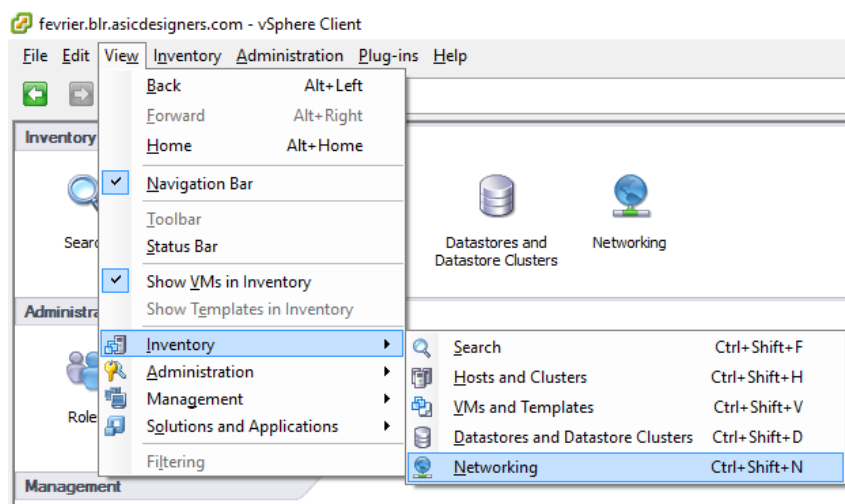 fevrier.blr.asicdesigners.com - vSphere Client
File Edit View Inventory Administration Plug-ins Help
Back Alt+Left
Forward Alt+Right
Home Alt+Home
Inventory
Navigation Bar
Toolbar
Status Bar
Sear
Datastores and
Datastore Clusters
Networking
Show VMs in Inventory
Show Templates in Inventory
Administra
Inventory
Administration
Management
Solutions and Applications
Filtering
Role
Search Ctrl+Shift+F
Hosts and Clusters Ctrl+Shift+H
VMs and Templates Ctrl+Shift+V
Datastores and Datastore Clusters Ctrl+Shift+D
Networking Ctrl+Shift+N
Management